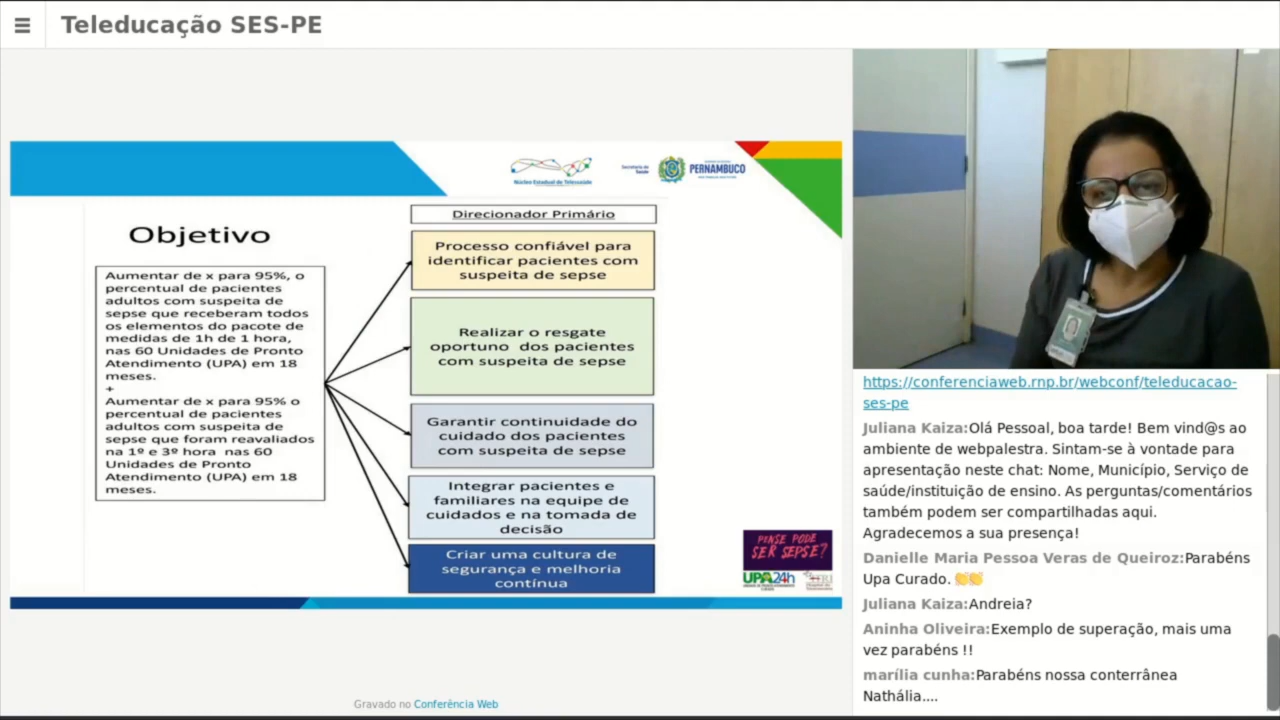 Teleducação SES-PE
Núcleo Estadual de Telessaúde
Secretaria de
Saúde
PERNAMBUCO
Objetivo
Aumentar de x para 95%, o
percentual de pacientes
adultos com suspeita de
sepse que receberam todos
os elementos do pacote de
medidas de 1h de 1 hora,
nas 60 Unidades de Pronto
Atendimento (UPA) em 18
meses.
+
Aumentar de x para 95% o
percentual de pacientes
adultos com suspeita de
sepse que foram reavaliados
na 1º e 3º hora nas 60
Unidades de Pronto
Atendimento (UPA) em 18
meses.
Direcionador Primário
Processo confiável para
identificar pacientes com
suspeita de sepse
Realizar o resgate
oportuno dos pacientes
com suspeita de sepse
Garantir continuidade do
cuidado dos pacientes
com suspeita de sepse
Integrar pacientes e
familiares na equipe de
cuidados e na tomada de
decisão
Criar uma cultura de
segurança e melhoria
contínua
PENSE PODE
SER SEPSE?
UPA24h
Gravado no Conferência Web
https://conferenciaweb.rnp.br/webconf/teleducacao-
ses-pe
Juliana Kaiza:Olá Pessoal, boa tarde! Bem vind@s ao
ambiente de webpalestra. Sintam-se à vontade para
apresentação neste chat: Nome, Município, Serviço de
saúde/instituição de ensino. As perguntas/comentários
também podem ser compartilhadas aqui.
Agradecemos a sua presença!
Danielle Maria Pessoa Veras de Queiroz:Parabéns
Upa Curado. 👏👏
Juliana Kaiza:Andreia?
Aninha Oliveira:Exemplo de superação, mais uma
vez parabéns !!
marília cunha:Parabéns nossa conterrânea
Nathália....